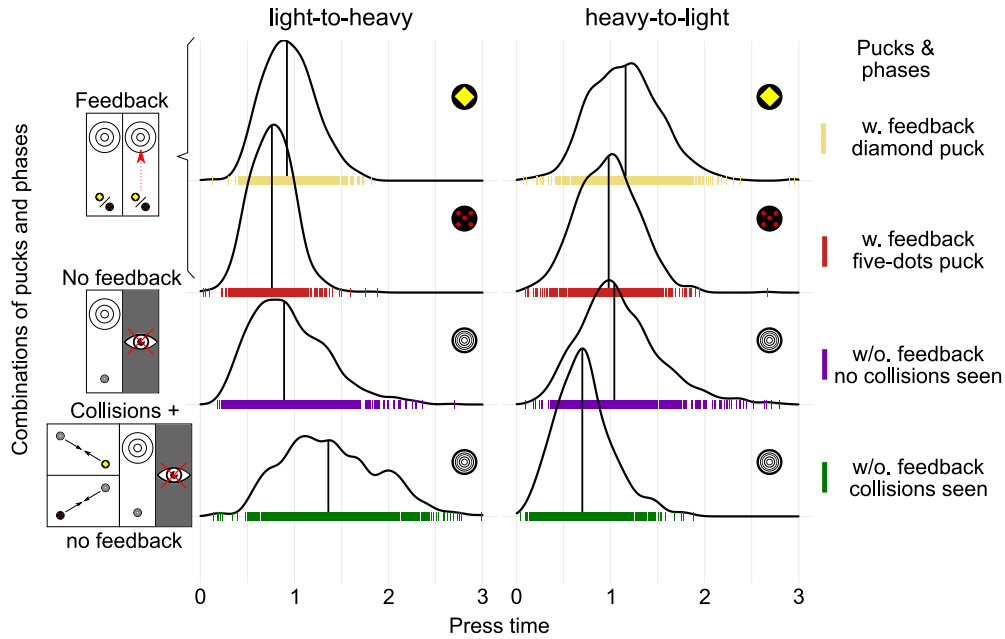 light-to-heavy
heavy-to-light
Combinations of pucks and phases
Feedback
No feedback
Collisions +
no feedback
Pucks &
phases
w. feedback
diamond puck
w. feedback
five-dots puck
w/o. feedback
no collisions seen
w/o. feedback
collisions seen
0 1 2 3
0 1 2 3
Press time